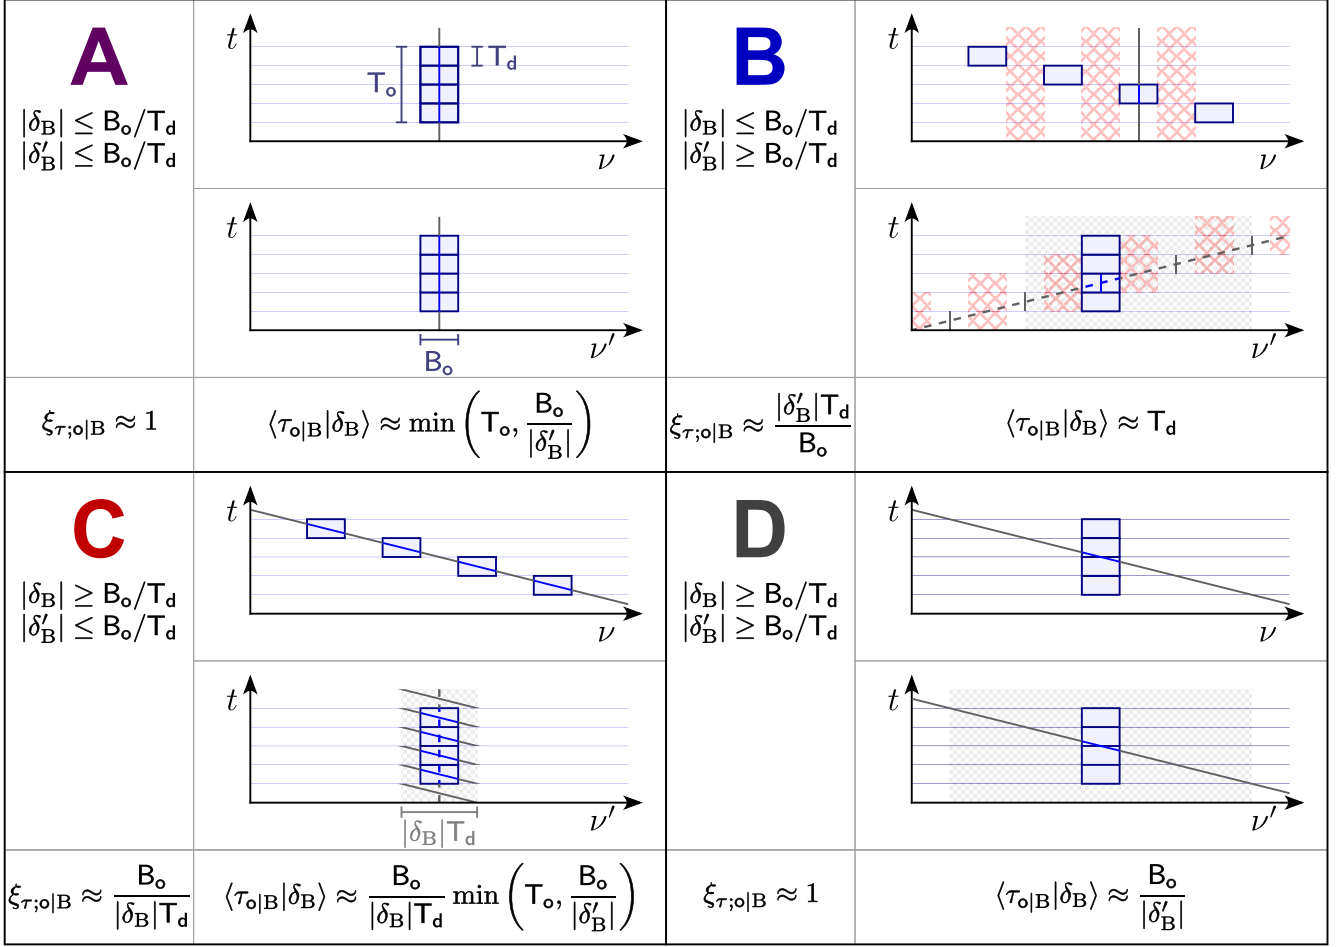 A
|δ_B| ≤ B_o/T_d
|δ′_B| ≤ B_o/T_d
t
T_o
T_d
ν
t
B_o
ν′
ξ_{τ;o|B} ≈ 1
⟨τ_{o|B}|δ_B⟩ ≈ min(T_o, B_o/|δ′_B|)
B
|δ_B| ≤ B_o/T_d
|δ′_B| ≥ B_o/T_d
t
ν
t
ν′
ξ_{τ;o|B} ≈ |δ′_B|T_d/B_o
⟨τ_{o|B}|δ_B⟩ ≈ T_d
C
|δ_B| ≥ B_o/T_d
|δ′_B| ≤ B_o/T_d
t
ν
t
|δ_B|T_d
ν′
ξ_{τ;o|B} ≈ B_o/|δ_B|T_d
⟨τ_{o|B}|δ_B⟩ ≈ B_o/|δ_B|T_d min(T_o, B_o/|δ′_B|)
D
|δ_B| ≥ B_o/T_d
|δ′_B| ≥ B_o/T_d
t
ν
t
ν′
ξ_{τ;o|B} ≈ 1
⟨τ_{o|B}|δ_B⟩ ≈ B_o/|δ′_B|